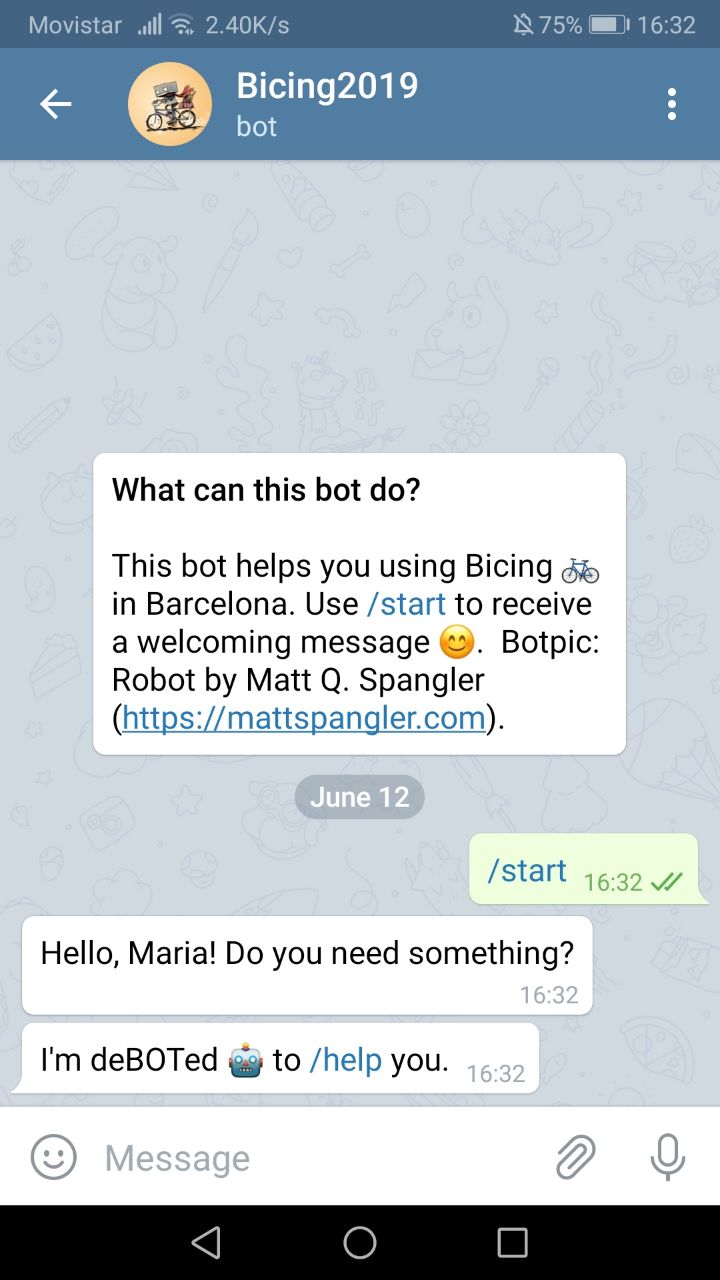 Movistar 2.40K/s 75% 16:32
Bicing2019
bot
What can this bot do?
This bot helps you using Bicing 🚲
in Barcelona. Use /start to receive
a welcoming message 😊. Botpic:
Robot by Matt Q. Spangler
(https://mattspangler.com).
June 12
/start 16:32
Hello, Maria! Do you need something?
16:32
I'm deBOTed 🤖 to /help you. 16:32
Message